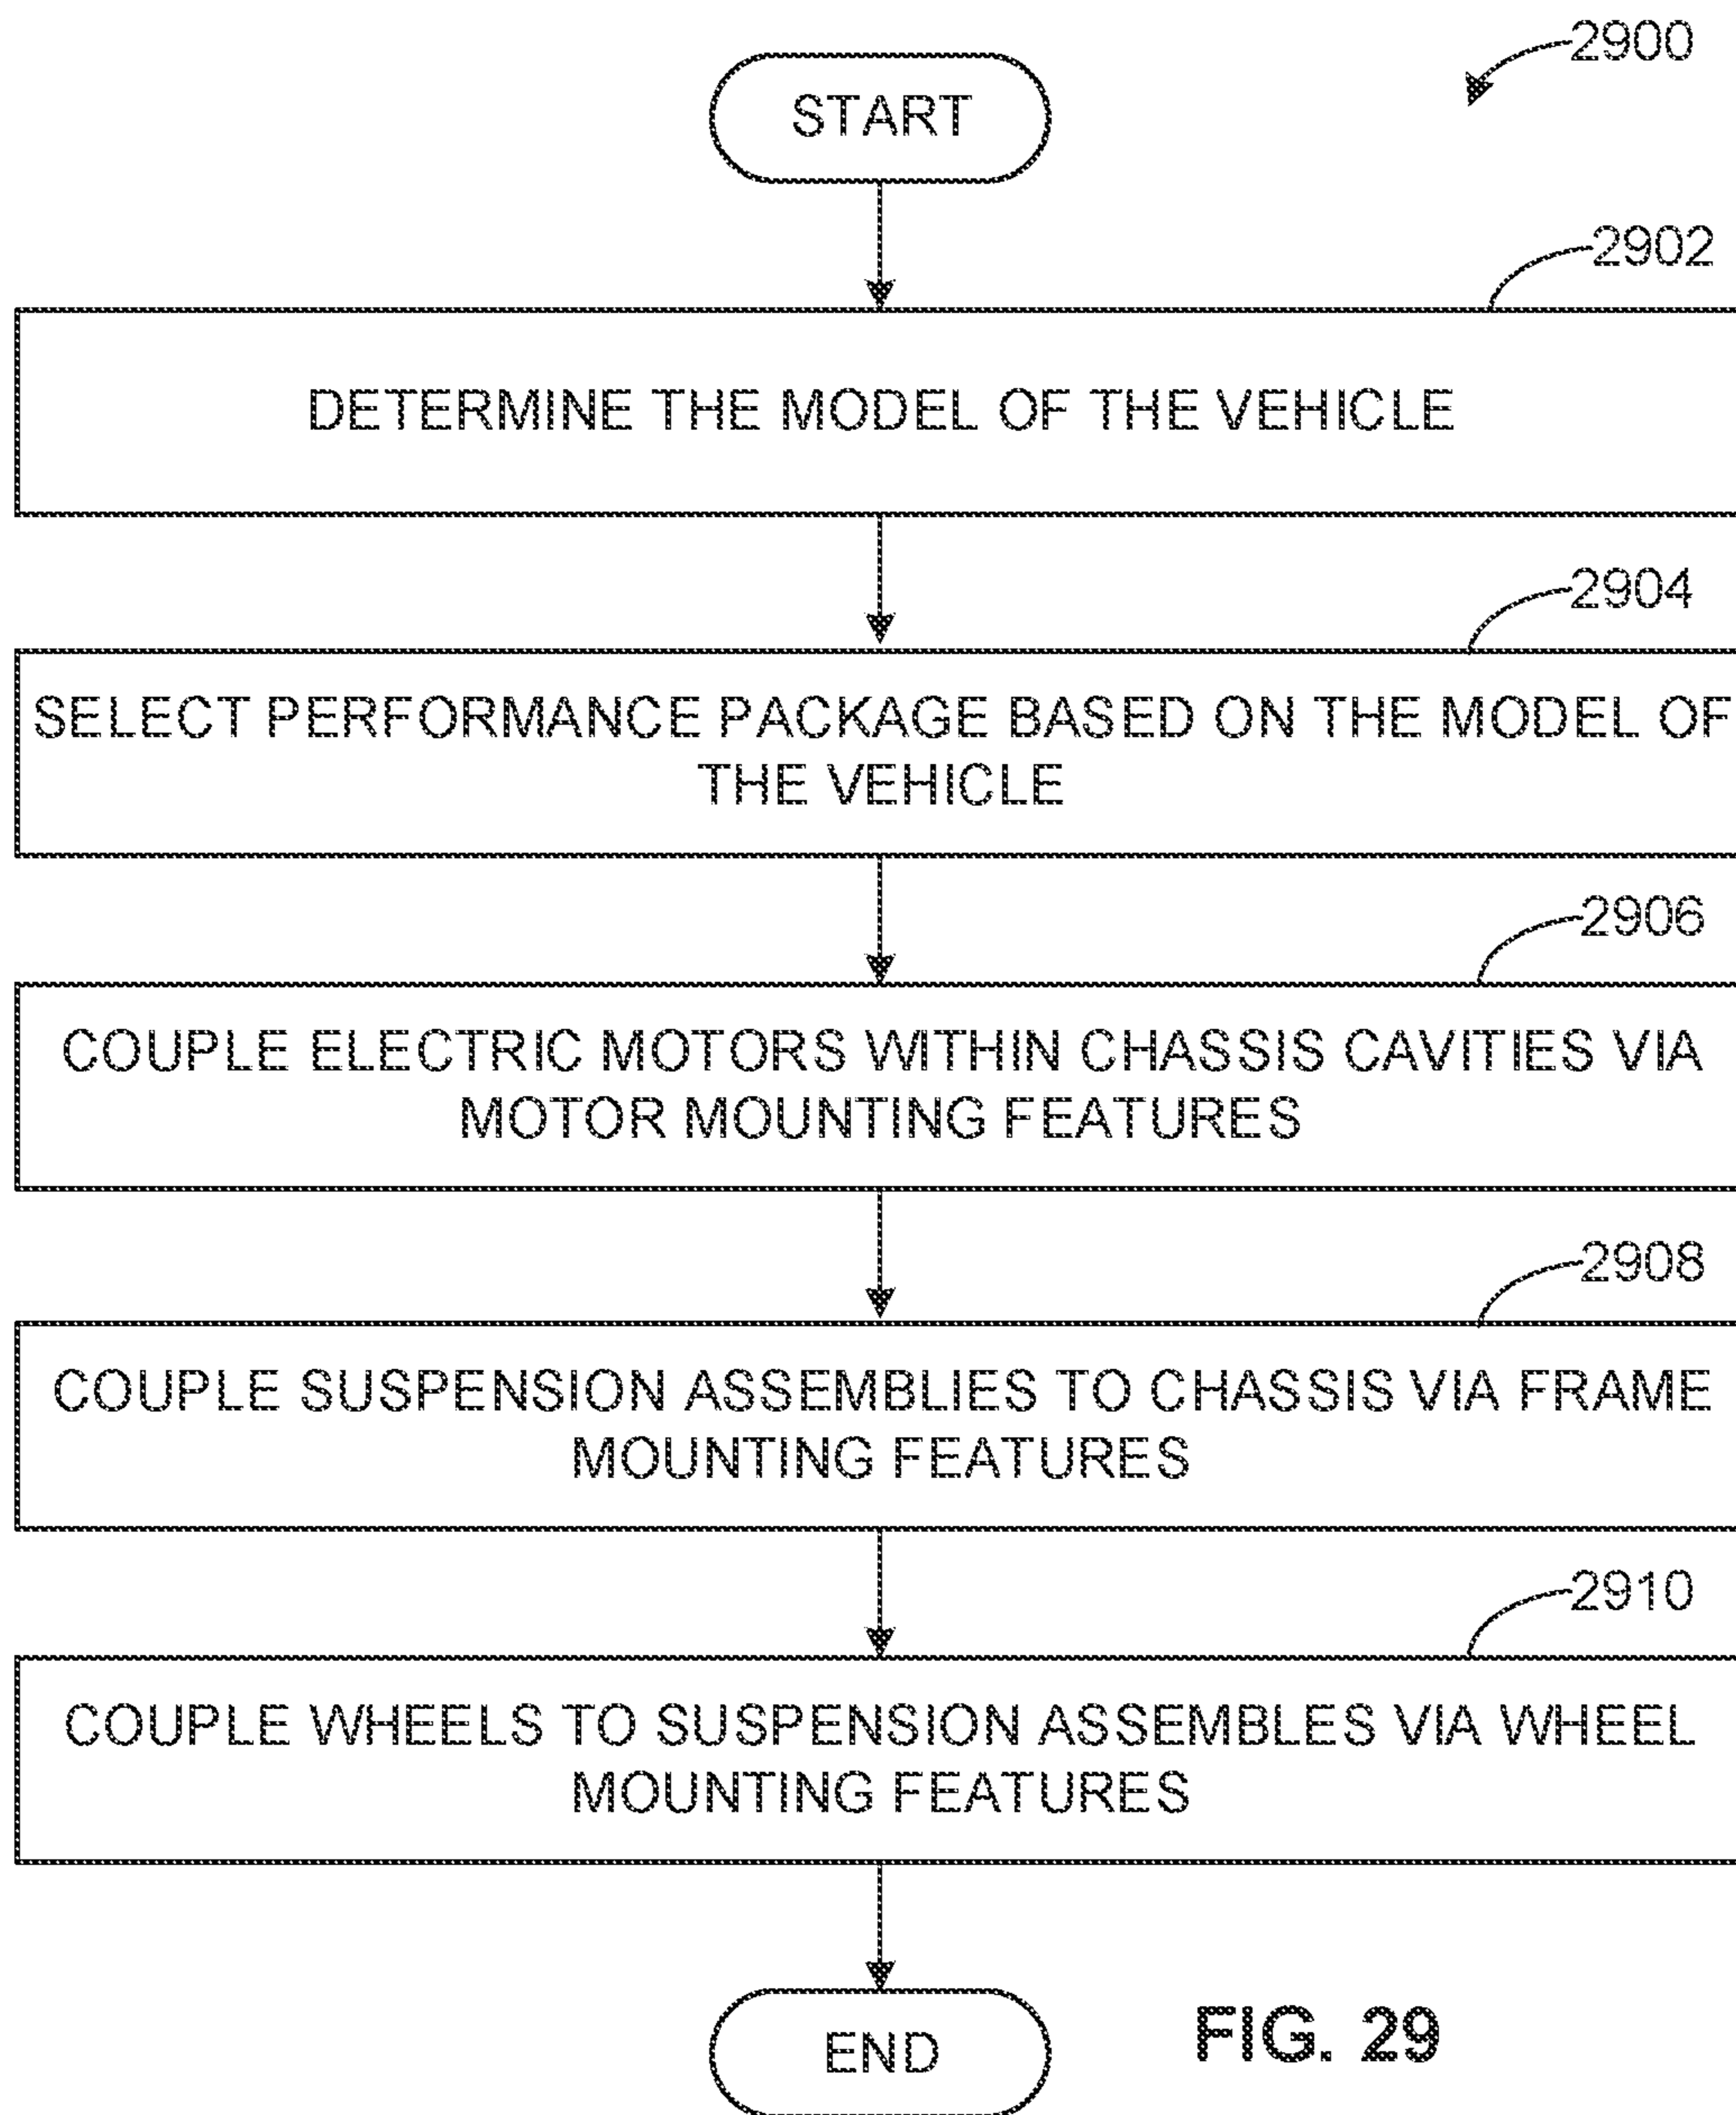 2900
START
2902
DETERMINE THE MODEL OF THE VEHICLE
2904
SELECT PERFORMANCE PACKAGE BASED ON THE MODEL OF
THE VEHICLE
2906
COUPLE ELECTRIC MOTORS WITHIN CHASSIS CAVITIES VIA
MOTOR MOUNTING FEATURES
2908
COUPLE SUSPENSION ASSEMBLIES TO CHASSIS VIA FRAME
MOUNTING FEATURES
2910
COUPLE WHEELS TO SUSPENSION ASSEMBLES VIA WHEEL
MOUNTING FEATURES
END
FIG. 29